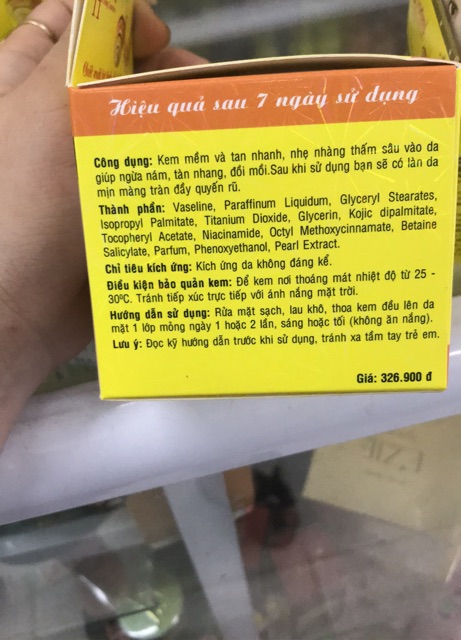 Hiệu quả sau 7 ngày sử dụng
Công dụng: Kem mềm và tan nhanh, nhẹ nhàng thấm sâu vào da
giúp ngừa nám, tàn nhang, đồi mồi.Sau khi sử dụng bạn sẽ có làn da
mịn màng tràn đầy quyến rũ.
Thành phần: Vaseline, Paraffinum Liquidum, Glyceryl Stearates,
Isopropyl Palmitate, Titanium Dioxide, Glycerin, Kojic dipalmitate,
Tocopheryl Acetate, Niacinamide, Octyl Methoxycinnamate, Betaine
Salicylate, Parfum, Phenoxyethanol, Pearl Extract.
Chỉ tiêu kích ứng: Kích ứng da không đáng kể.
Điều kiện bảo quản kem: Để kem nơi thoáng mát nhiệt độ từ 25 -
30ºC. Tránh tiếp xúc trực tiếp với ánh nắng mặt trời.
Hướng dẫn sử dụng: Rửa mặt sạch, lau khô, thoa kem đều lên da
mặt 1 lớp mỏng ngày 1 hoặc 2 lần, sáng hoặc tối (không ăn nắng).
Lưu ý: Đọc kỹ hướng dẫn trước khi sử dụng, tránh xa tầm tay trẻ em.
Giá: 326.900 đ